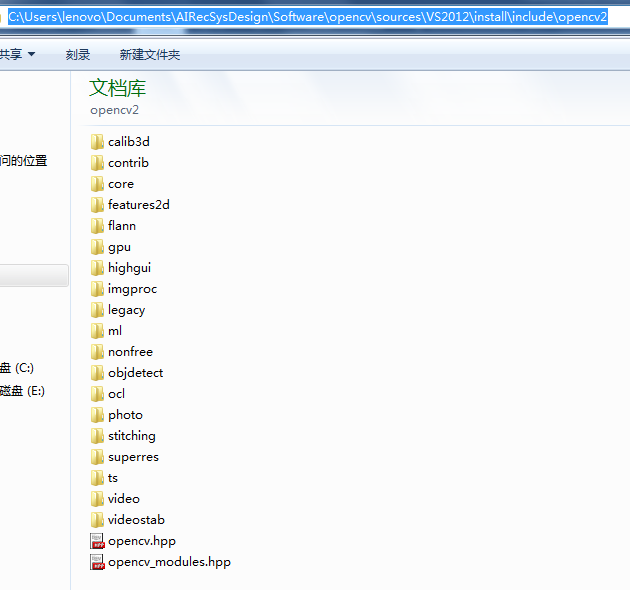 C:\Users\lenovo\Documents\AIRecSysDesign\Software\opencv\sources\VS2012\install\include\opencv2
共享 刻录 新建文件夹
文档库
opencv2
问的位置
盘 (C:)
磁盘 (E:)
calib3d
contrib
core
features2d
flann
gpu
highgui
imgproc
legacy
ml
nonfree
objdetect
ocl
photo
stitching
superres
ts
video
videostab
opencv.hpp
opencv_modules.hpp